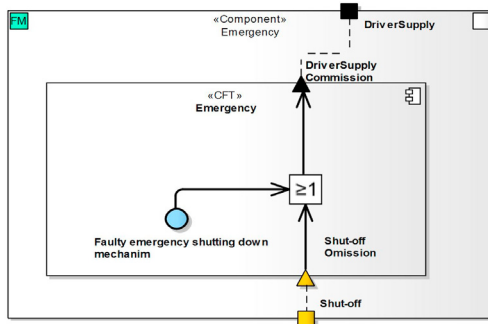 FM
«Component»
Emergency
DriverSupply
DriverSupply
Commission
«CFT»
Emergency
≥1
Faulty emergency shutting down
mechanim
Shut-off
Omission
Shut-off